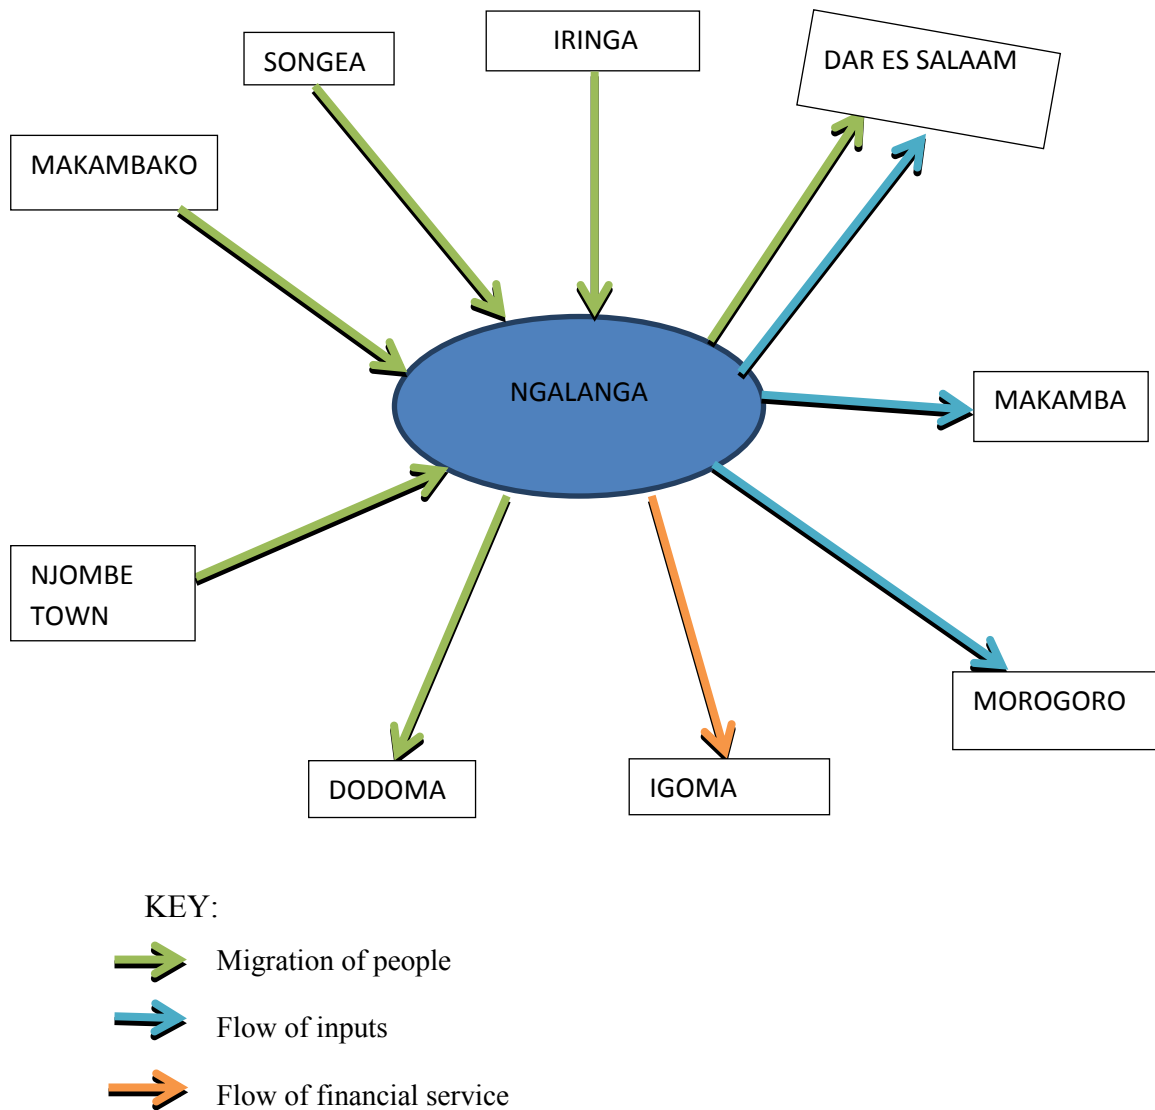 IRINGA
SONGEA
DAR ES SALAAM
MAKAMBAKO
NGALANGA
MAKAMBA
NJOMBE
TOWN
MOROGORO
DODOMA
IGOMA
KEY:
Migration of people
Flow of inputs
Flow of financial service